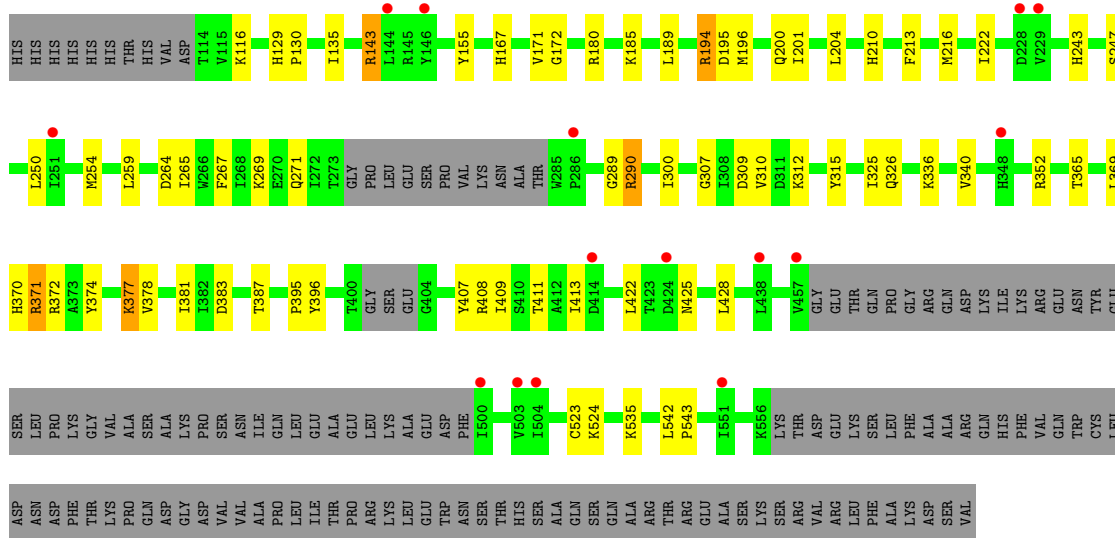 HIS HIS HIS HIS HIS HIS THR HIS VAL ASP T114 V115 K116 H129 P130 I135 R143 L144 R145 Y146 Y155 H167 V171 G172 R180 K185 L189 R194 D195 M196 Q200 I201 L204 H210 F213 M216 I222 D228 V229 H243
L250 I251 M254 L259 D264 I265 W266 F267 I268 K269 E270 Q271 I272 T273 GLY PRO LEU GLU SER PRO VAL LYS ASN ALA THR W285 P286 G289 R290 I300 G307 I308 D309 V310 D311 K312 Y315 I325 Q326 K336 V340 H348 R352 T365 L369
H370 R371 R372 A373 Y374 K377 V378 I381 I382 D383 T387 P395 Y396 T400 GLY SER GLU G404 Y407 R408 I409 S410 T411 A412 I413 D414 L422 T423 D424 N425 L428 L438 V457 GLY GLU THR GLN PRO GLY ARG GLN ASP LYS ILE LYS ARG GLU ASN TYR GLU
SER LEU PRO LYS GLY VAL ALA SER ALA LYS PRO SER ASN ILE GLN LEU GLU ALA ARG GLU LEU LYS ALA GLU ASP PHE I500 V503 I504 C523 K524 K535 L542 P543 I551 K556 LYS THR ASP GLU LYS SER LEU PHE ALA ALA ARG GLN HIS PHE VAL GLN TRP CYS LEU
ASP ASN ASP PHE THR LYS PRO GLN ASP GLY ASP VAL VAL ALA PRO LEU ILE THR PRO ARG LYS LEU GLU TRP ASN SER THR HIS SER ALA GLN SER GLN ALA ARG THR ARG GLU ALA SER LYS SER ARG VAL ARG LEU PHE ALA LYS ASP SER VAL